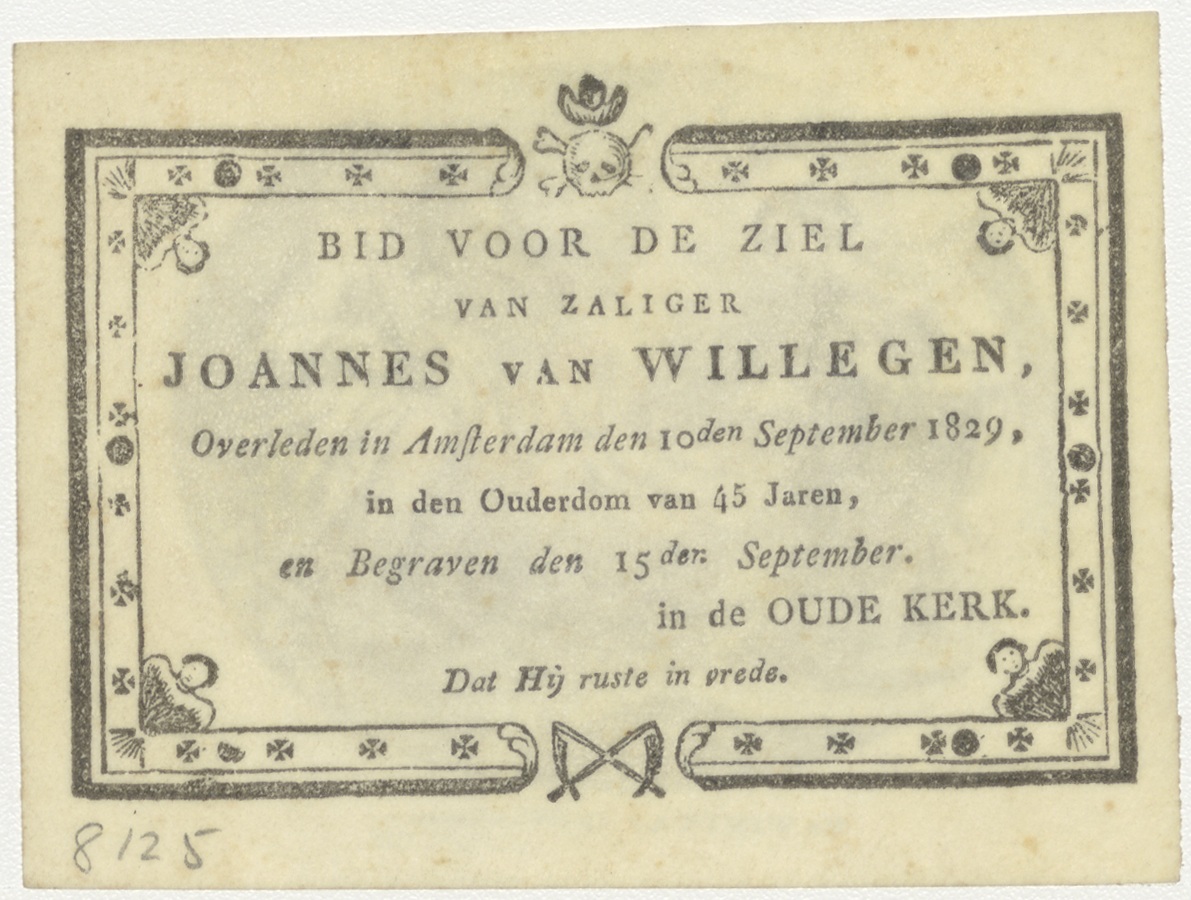 BID VOOR DE ZIEL
VAN ZALIGER
JOANNES VAN WILLEGEN,
Overleden in Amſterdam den 10den September 1829,
in den Ouderdom van 45 Jaren,
en Begraven den 15den September.
in de OUDE KERK.
Dat Hij ruste in vrede.
8125